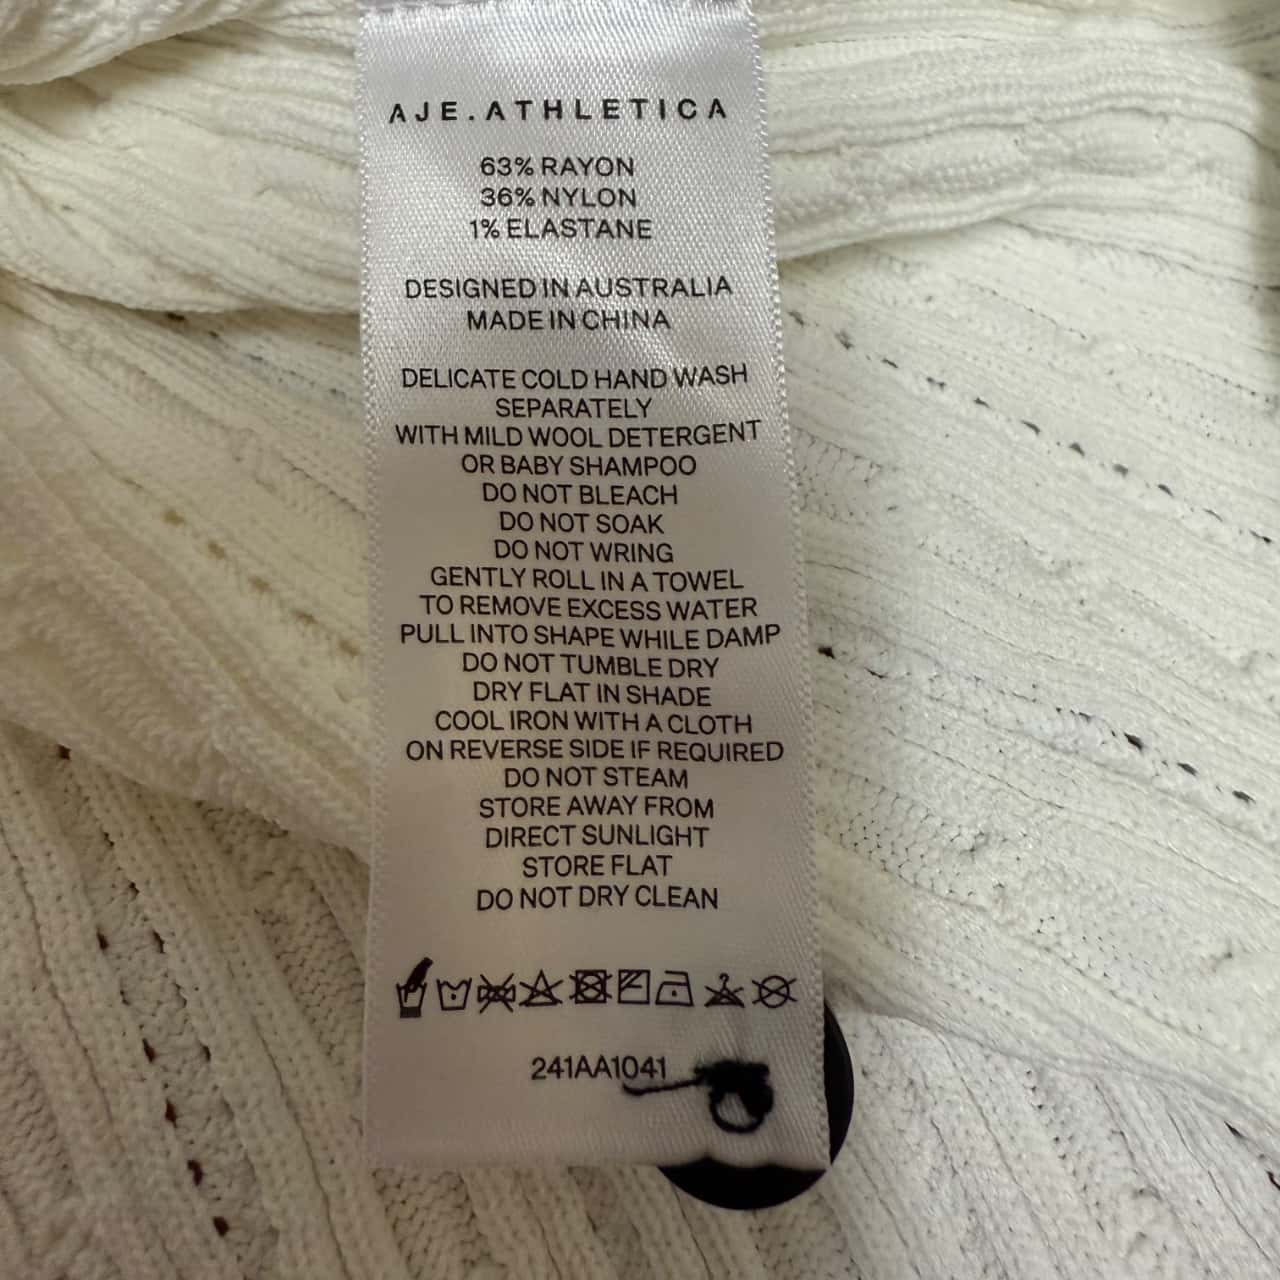 AJE.ATHLETICA
63% RAYON
36% NYLON
1% ELASTANE
DESIGNED IN AUSTRALIA
MADE IN CHINA
DELICATE COLD HAND WASH
SEPARATELY
WITH MILD WOOL DETERGENT
OR BABY SHAMPOO
DO NOT BLEACH
DO NOT SOAK
DO NOT WRING
GENTLY ROLL IN A TOWEL
TO REMOVE EXCESS WATER
PULL INTO SHAPE WHILE DAMP
DO NOT TUMBLE DRY
DRY FLAT IN SHADE
COOL IRON WITH A CLOTH
ON REVERSE SIDE IF REQUIRED
DO NOT STEAM
STORE AWAY FROM
DIRECT SUNLIGHT
STORE FLAT
DO NOT DRY CLEAN
241AA1041